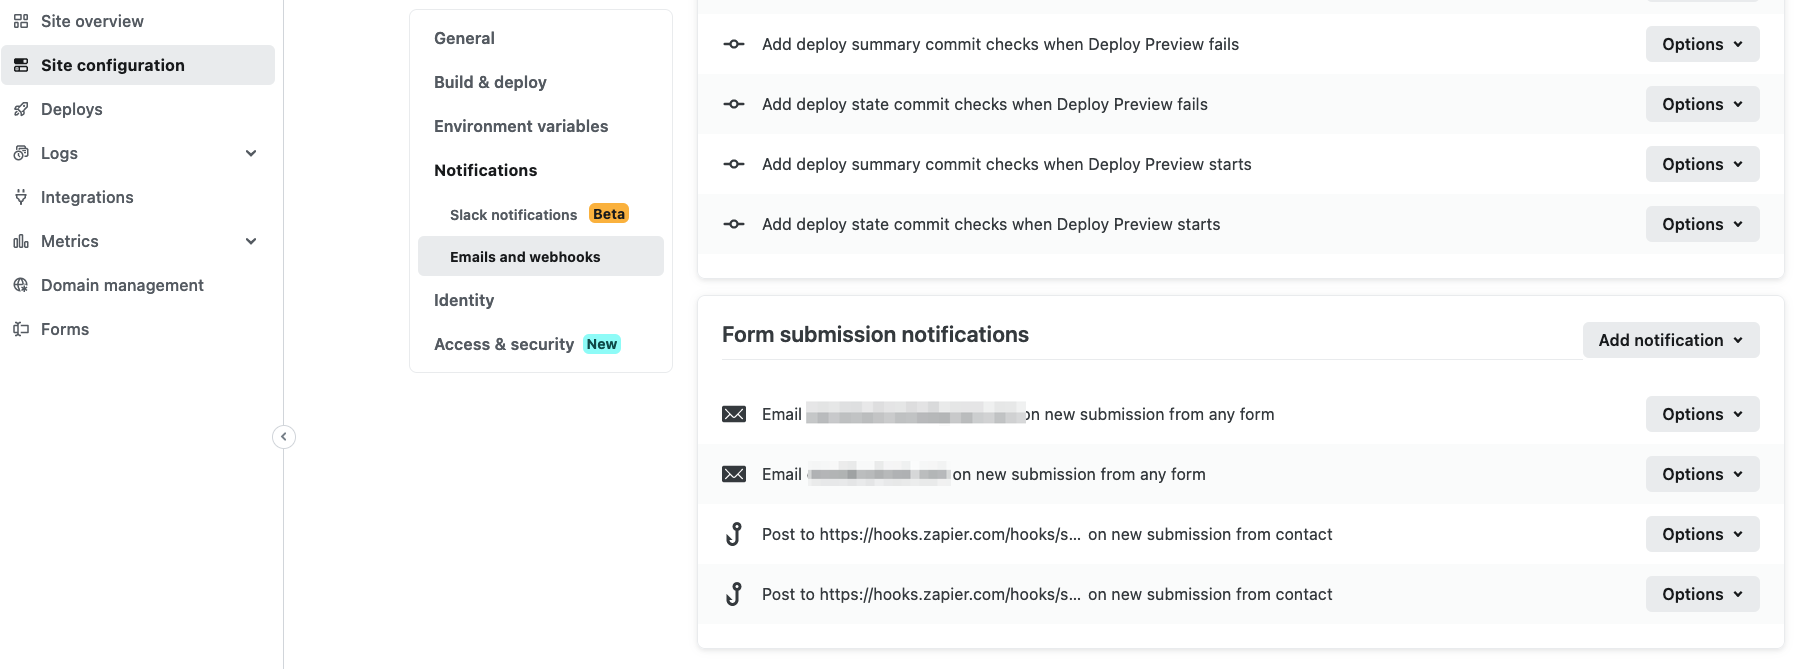 Site overview
Site configuration
Deploys
Logs
Integrations
Metrics
Domain management
Forms
General
Build & deploy
Environment variables
Notifications
Slack notifications Beta
Emails and webhooks
Identity
Access & security New
Add deploy summary commit checks when Deploy Preview fails Options
Add deploy state commit checks when Deploy Preview fails Options
Add deploy summary commit checks when Deploy Preview starts Options
Add deploy state commit checks when Deploy Preview starts Options
Form submission notifications Add notification
Email on new submission from any form Options
Email on new submission from any form Options
Post to https://hooks.zapier.com/hooks/s... on new submission from contact Options
Post to https://hooks.zapier.com/hooks/s... on new submission from contact Options